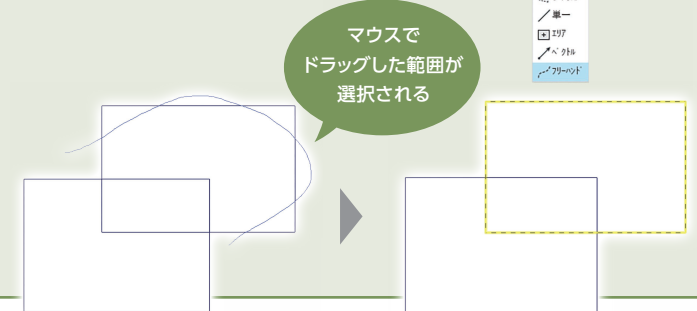 単一
エリア
ベクトル
フリーハンド
マウスで
ドラッグした範囲が
選択される